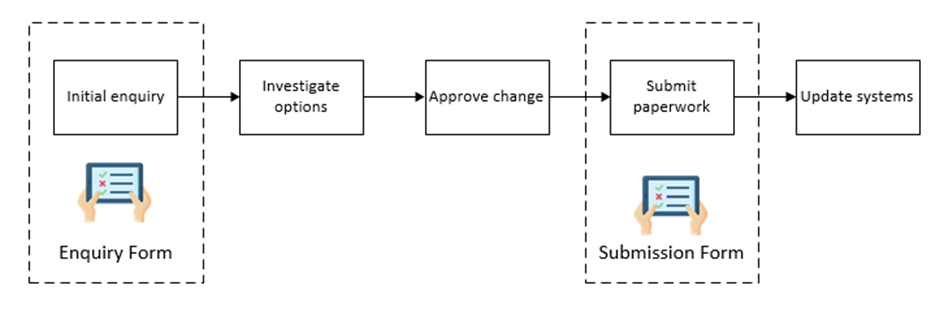 Initial enquiry
Investigate
options
Approve change
Submit
paperwork
Update systems
Enquiry Form
Submission Form